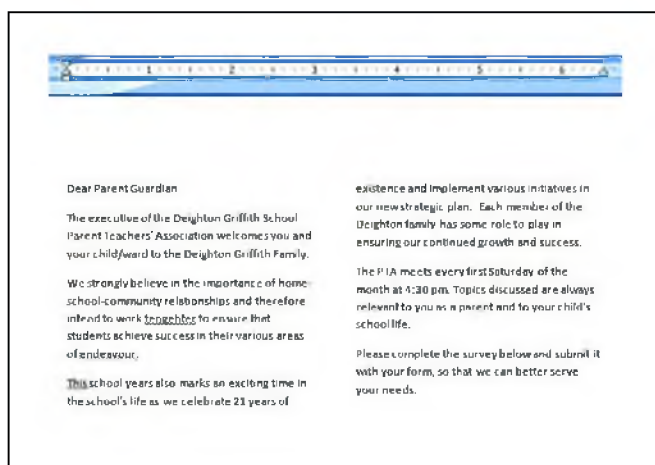 1 2 3 4 5 6
Dear Parent Guardian
The executive of the Deighton Griffith School
Parent Teachers' Association welcomes you and
your child/ward to the Deighton Griffith Family.
We strongly believe in the importance of home-
school-community relationships and therefore
intend to work tengehter to ensure that
students achieve success in their various areas
of endeavour.
This school years also marks an exciting time in
the school's life as we celebrate 21 years of
existence and implement various initiatives in
our new strategic plan. Each member of the
Deighton family has some role to play in
ensuring our continued growth and success.
The PTA meets every first Saturday of the
month at 4:30 pm. Topics discussed are always
relevant to you as a parent and to your child's
school life.
Please complete the survey below and submit it
with your form, so that we can better serve
your needs.